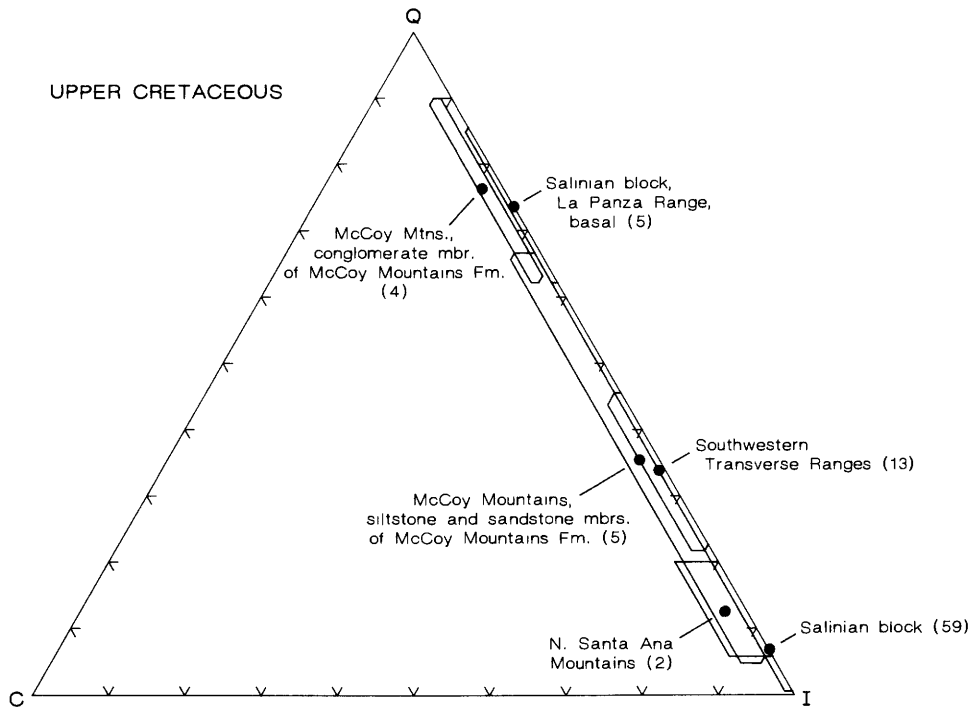 Q
UPPER CRETACEOUS
Salinian block,
La Panza Range,
basal (5)
McCoy Mtns.,
conglomerate mbr.
of McCoy Mountains Fm.
(4)
Southwestern
Transverse Ranges (13)
McCoy Mountains,
siltstone and sandstone mbrs.
of McCoy Mountains Fm. (5)
N. Santa Ana
Mountains (2)
Salinian block (59)
C
I